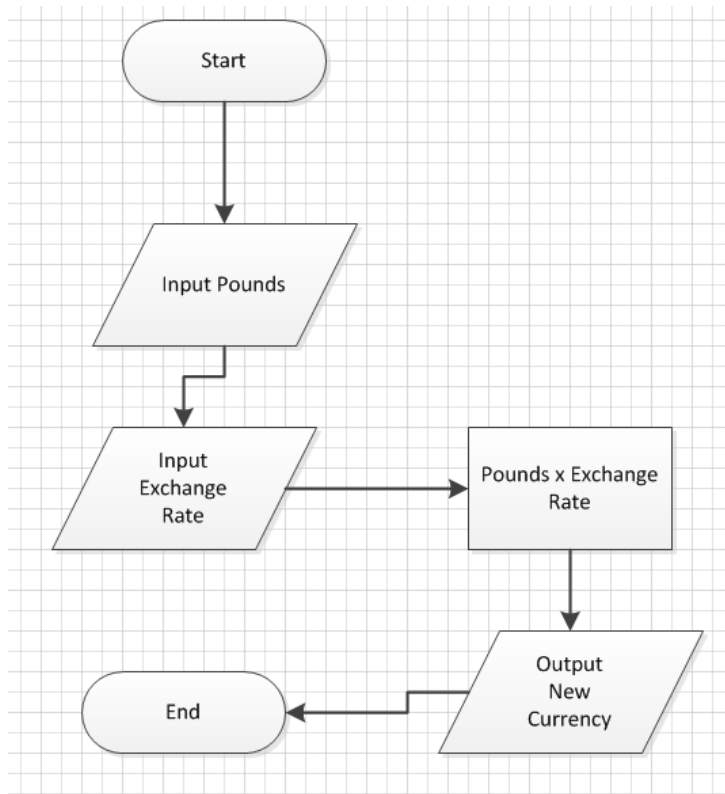 Start
Input Pounds
Input
Exchange
Rate
Pounds x Exchange
Rate
Output
New
Currency
End